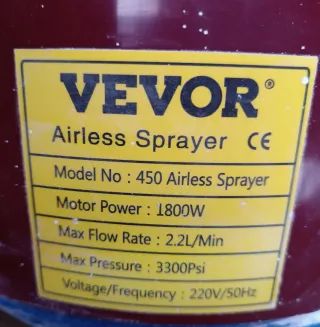 VEVOR®
Airless Sprayer CE
Model No : 450 Airless Sprayer
Motor Power : 1800W
Max Flow Rate : 2.2L/Min
Max Pressure : 3300Psi
Voltage/Frequency : 220V/50Hz